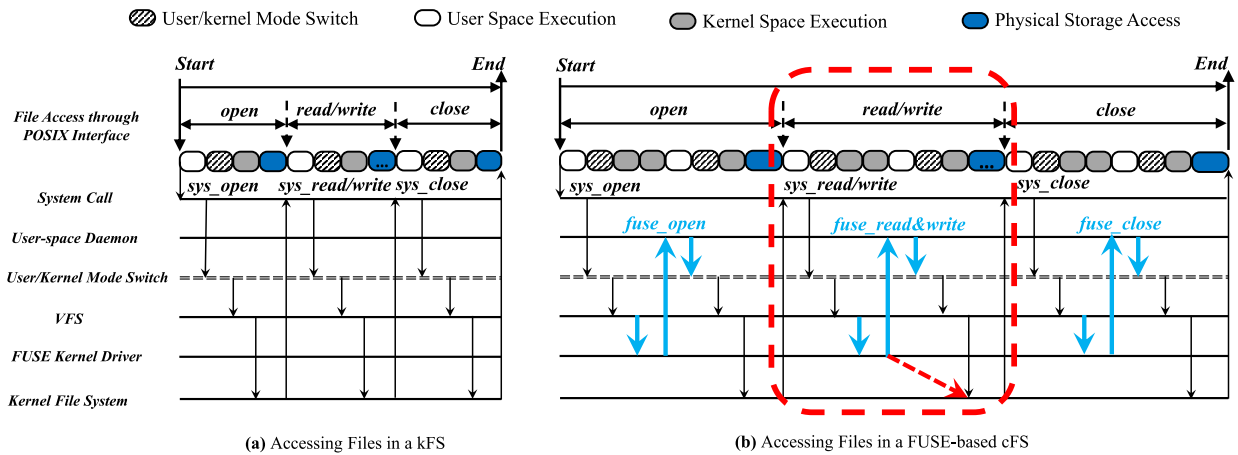 User/kernel Mode Switch
User Space Execution
Kernel Space Execution
Physical Storage Access
Start
End
File Access through
POSIX Interface
open
read/write
close
...
sys_open
sys_read/write
sys_close
System Call
User-space Daemon
User/Kernel Mode Switch
VFS
FUSE Kernel Driver
Kernel File System
(a) Accessing Files in a kFS
Start
End
open
read/write
close
...
sys_open
sys_read/write
sys_close
fuse_open
fuse_read&write
fuse_close
(b) Accessing Files in a FUSE-based cFS